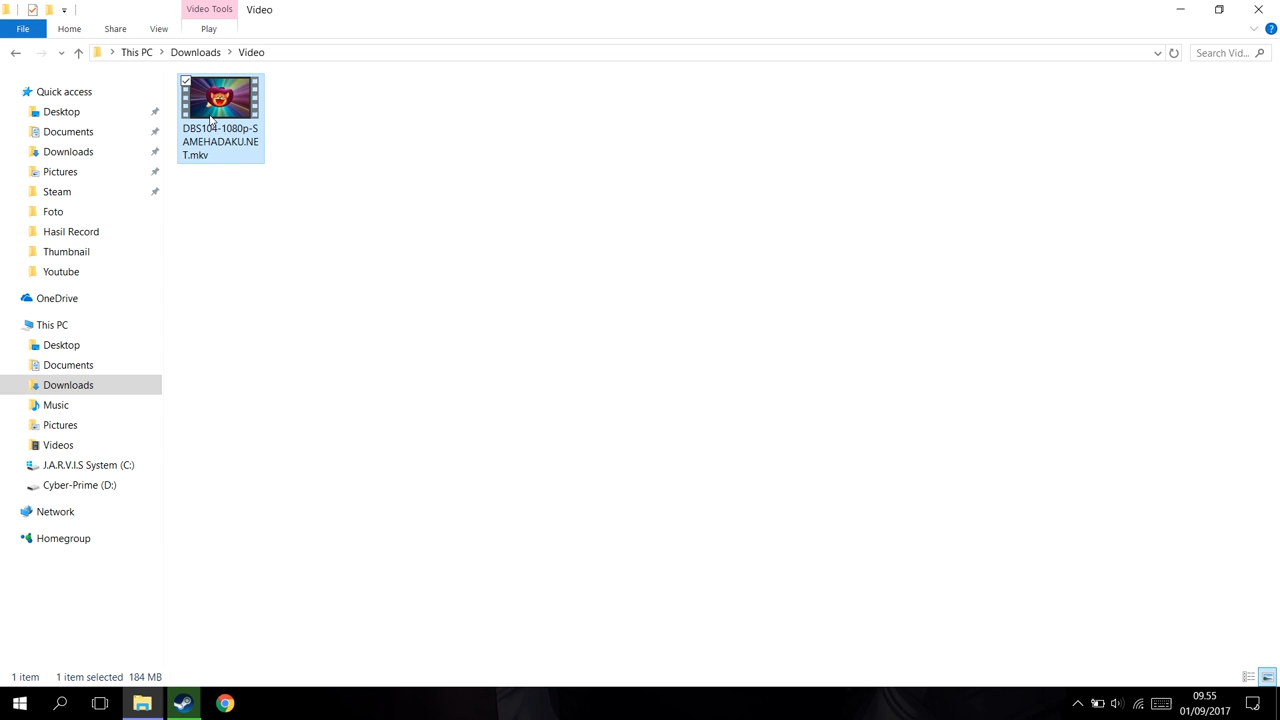 Video Tools
Video
File
Home
Share
View
Play
This PC
Downloads
Video
Search Vid...
Quick access
Desktop
Documents
Downloads
Pictures
Steam
Foto
Hasil Record
Thumbnail
Youtube
OneDrive
This PC
Desktop
Documents
Downloads
Music
Pictures
Videos
J.A.R.V.I.S System (C:)
Cyber-Prime (D:)
Network
Homegroup
DBS104-1080p-S
AMEHADAKU.NE
T.mkv
1 item
1 item selected 184 MB
09.55
01/09/2017